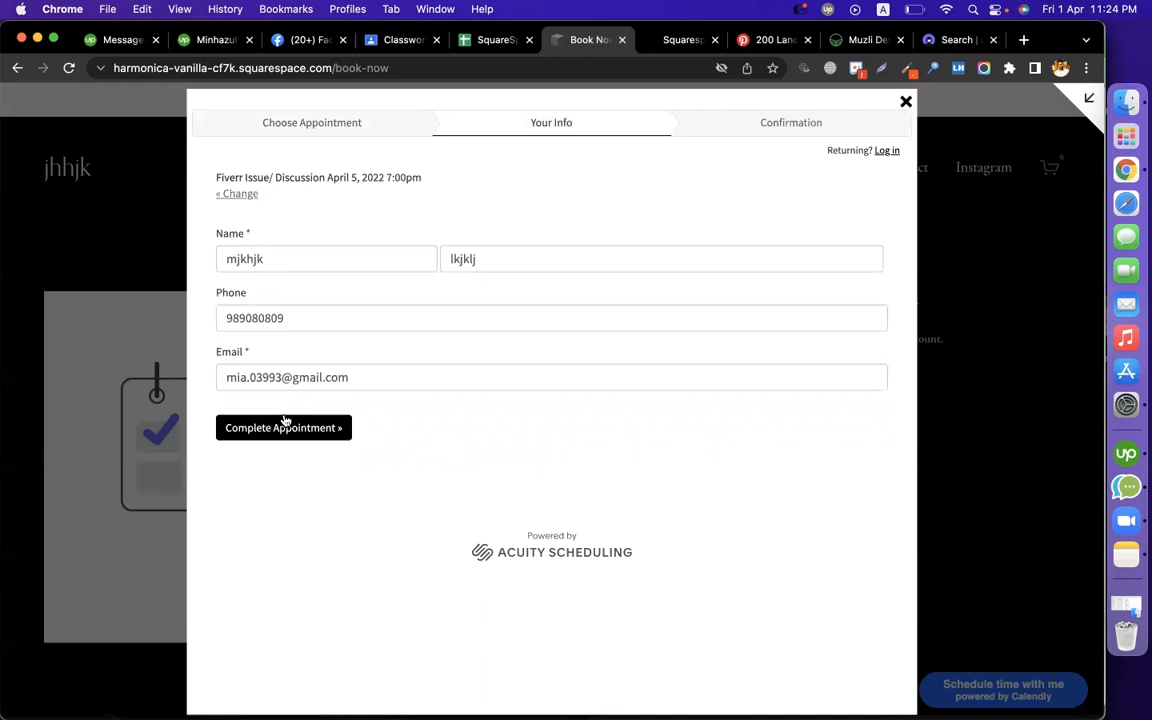 Chrome File Edit View History Bookmarks Profiles Tab Window Help A Fri 1 Apr 11:24 PM
Message Minhazul (20+) Fa Classwor SquareS Book No Squaresp 200 Lan Muzli De Search |
harmonica-vanilla-cf7k.squarespace.com/book-now
Choose Appointment Your Info Confirmation
Returning? Log in
jhhjk
Instagram
0
Fiverr Issue/ Discussion April 5, 2022 7:00pm
« Change
Name *
mjkhjk lkjklj
Phone
989080809
Email *
mia.03993@gmail.com
Complete Appointment »
Powered by
ACUITY SCHEDULING
Schedule time with me
powered by Calendly